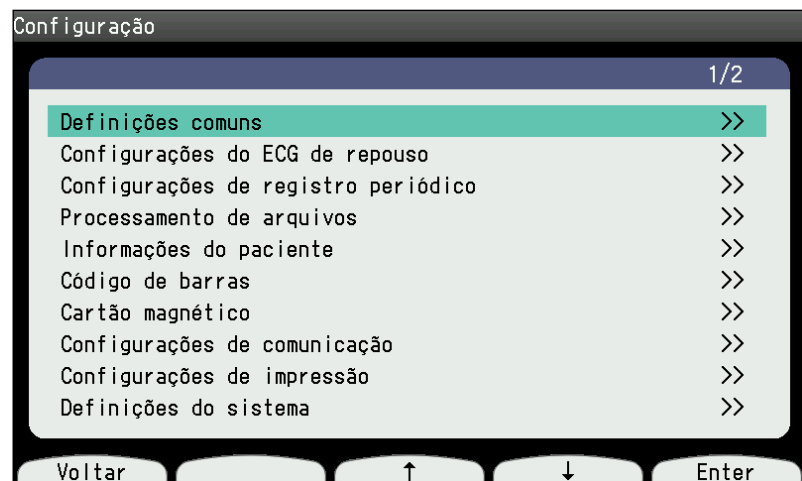 Configuração
1/2
Definições comuns >>
Configurações do ECG de repouso >>
Configurações de registro periódico >>
Processamento de arquivos >>
Informações do paciente >>
Código de barras >>
Cartão magnético >>
Configurações de comunicação >>
Configurações de impressão >>
Definições do sistema >>
Voltar ↑ ↓ Enter